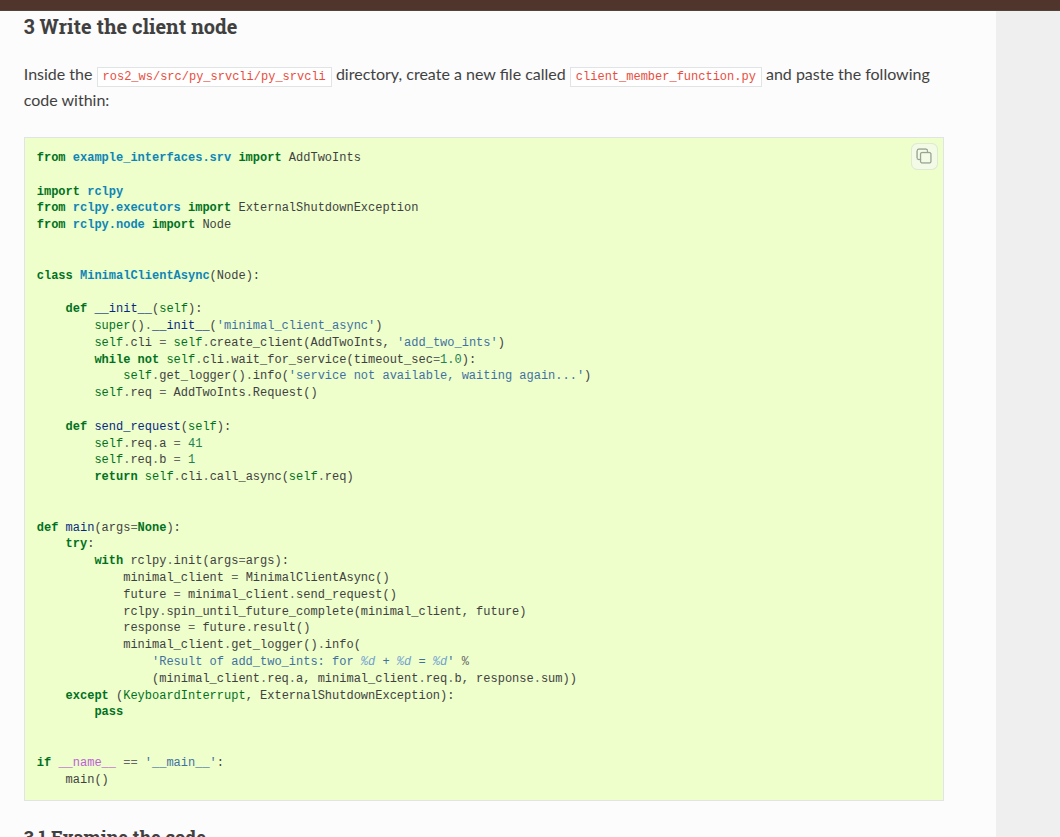 3 Write the client node
Inside the ros2_ws/src/py_srvcli/py_srvcli directory, create a new file called client_member_function.py and paste the following
code within:
from example_interfaces.srv import AddTwoInts

import rclpy
from rclpy.executors import ExternalShutdownException
from rclpy.node import Node


class MinimalClientAsync(Node):

    def __init__(self):
        super().__init__('minimal_client_async')
        self.cli = self.create_client(AddTwoInts, 'add_two_ints')
        while not self.cli.wait_for_service(timeout_sec=1.0):
            self.get_logger().info('service not available, waiting again...')
        self.req = AddTwoInts.Request()

    def send_request(self):
        self.req.a = 41
        self.req.b = 1
        return self.cli.call_async(self.req)


def main(args=None):
    try:
        with rclpy.init(args=args):
            minimal_client = MinimalClientAsync()
            future = minimal_client.send_request()
            rclpy.spin_until_future_complete(minimal_client, future)
            response = future.result()
            minimal_client.get_logger().info(
                'Result of add_two_ints: for %d + %d = %d' %
                (minimal_client.req.a, minimal_client.req.b, response.sum))
    except (KeyboardInterrupt, ExternalShutdownException):
        pass


if __name__ == '__main__':
    main()
3.1 Examine the code